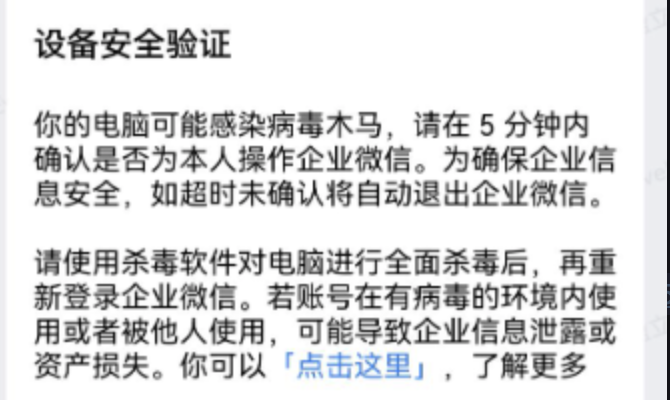 设备安全验证
你的电脑可能感染病毒木马，请在 5 分钟内
确认是否为本人操作企业微信。为确保企业信
息安全，如超时未确认将自动退出企业微信。
请使用杀毒软件对电脑进行全面杀毒后，再重
新登录企业微信。若账号在有病毒的环境内使
用或者被他人使用，可能导致企业信息泄露或
资产损失。你可以「点击这里」，了解更多